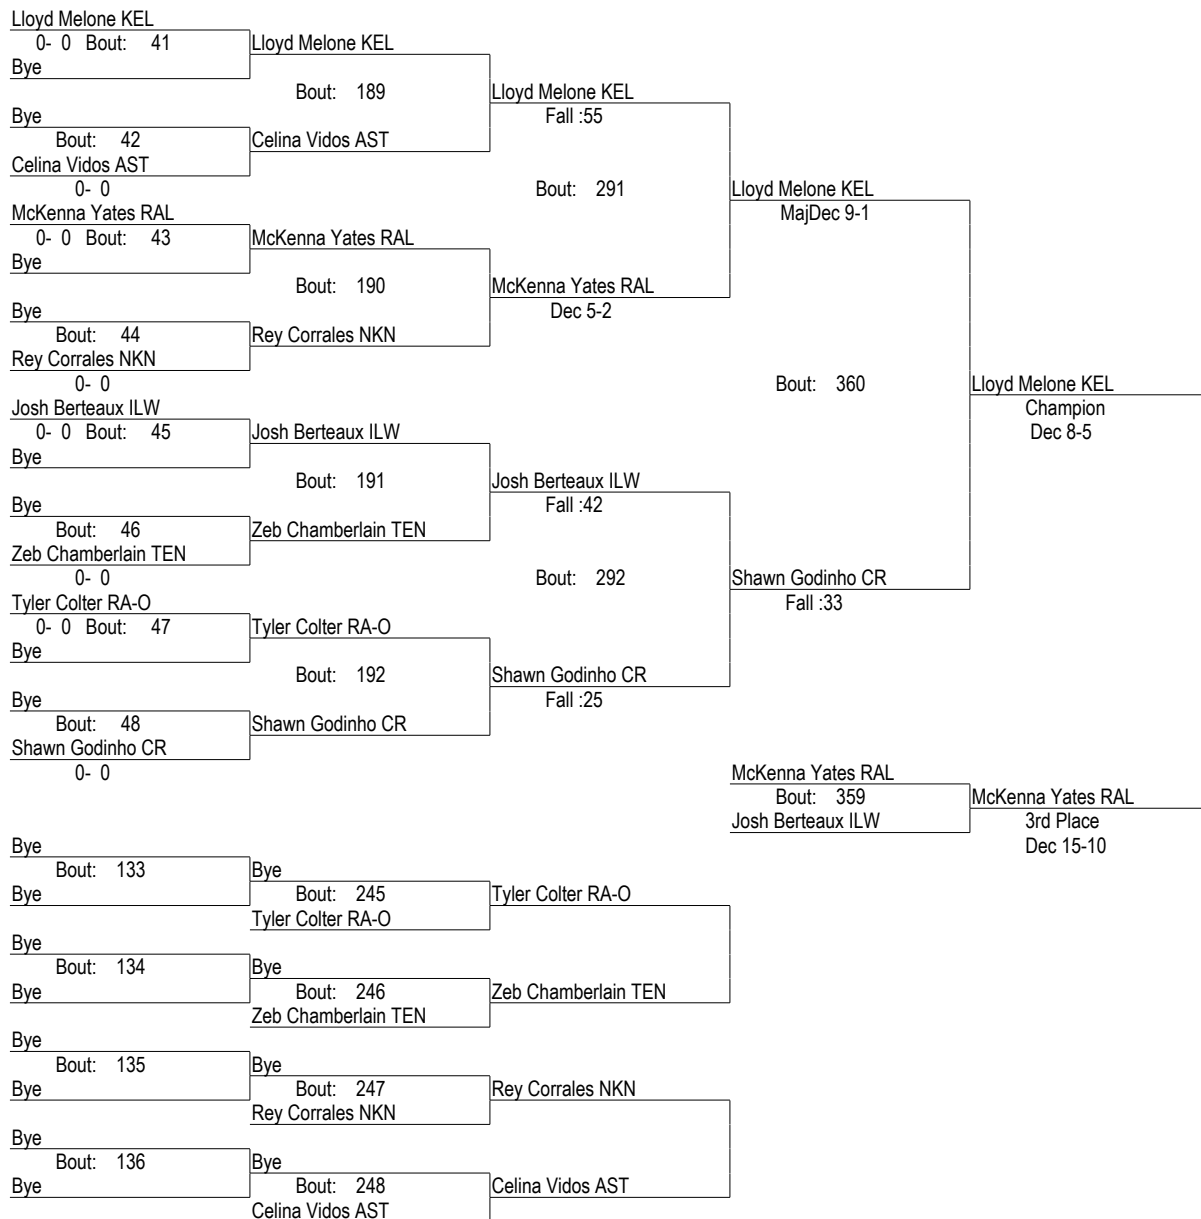 Lloyd Melone KEL
0- 0 Bout: 41
Bye
Bye
Bout: 42
Celina Vidos AST
0- 0
McKenna Yates RAL
0- 0 Bout: 43
Bye
Bye
Bout: 44
Rey Corrales NKN
0- 0
Josh Berteaux ILW
0- 0 Bout: 45
Bye
Bye
Bout: 46
Zeb Chamberlain TEN
0- 0
Tyler Colter RA-O
0- 0 Bout: 47
Bye
Bye
Bout: 48
Shawn Godinho CR
0- 0
Lloyd Melone KEL
Bout: 189
Celina Vidos AST
McKenna Yates RAL
Bout: 190
Rey Corrales NKN
Josh Berteaux ILW
Bout: 191
Zeb Chamberlain TEN
Tyler Colter RA-O
Bout: 192
Shawn Godinho CR
Lloyd Melone KEL
Fall :55
Bout: 291
McKenna Yates RAL
Dec 5-2
Josh Berteaux ILW
Fall :42
Bout: 292
Shawn Godinho CR
Fall :25
Lloyd Melone KEL
MajDec 9-1
Bout: 360
Shawn Godinho CR
Fall :33
Lloyd Melone KEL
Champion
Dec 8-5
McKenna Yates RAL
Bout: 359
Josh Berteaux ILW
McKenna Yates RAL
3rd Place
Dec 15-10
Bye
Bout: 133
Bye
Bye
Bout: 134
Bye
Bye
Bout: 135
Bye
Bye
Bout: 136
Bye
Bye
Bout: 245
Tyler Colter RA-O
Bye
Bout: 246
Zeb Chamberlain TEN
Bye
Bout: 247
Rey Corrales NKN
Bye
Bout: 248
Celina Vidos AST
Tyler Colter RA-O
Zeb Chamberlain TEN
Rey Corrales NKN
Celina Vidos AST